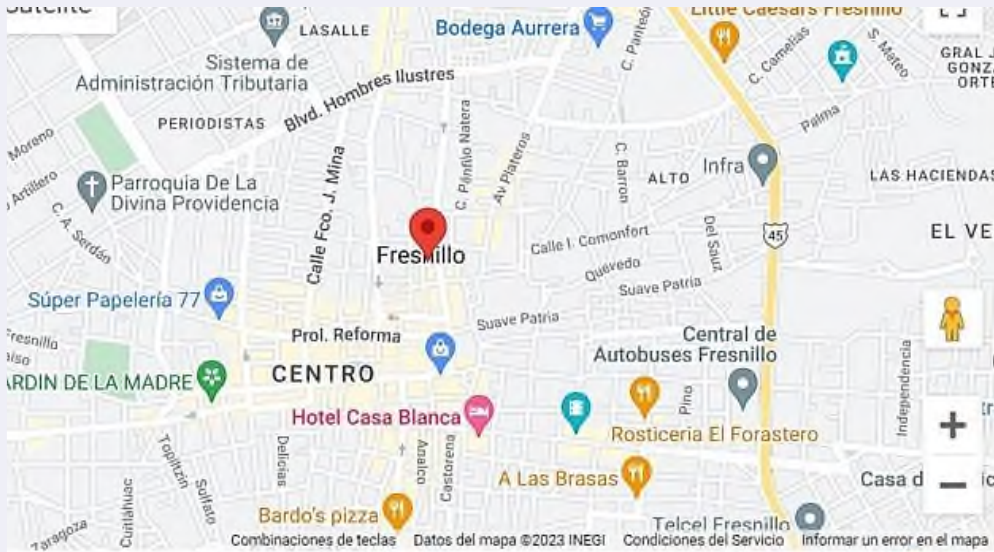 Satélite
LASALLE
Bodega Aurrera
Little Caesars Fresnillo
C. Panteón
C. Camelias
S. Mateo
GRAL J
GONZ
ORTE
Sistema de
Administración Tributaria
Blvd. Hombres Ilustres
PERIODISTAS
Moreno
Artillero
C. Pánfilo Natera
Av Plateros
Palma
C. Barron
ALTO
Infra
LAS HACIENDAS
Parroquia De La
Divina Providencia
C. A. Serdán
Calle Fco. J. Mina
Fresnillo
Calle I. Comonfort
Del Sauz
45
EL VE
Quevedo
Suave Patria
Súper Papelería 77
Prol. Reforma
Suave Patria
Central de
Autobuses Fresnillo
Fresnillo
JARDIN DE LA MADRE
CENTRO
Independencia
Hotel Casa Blanca
Pino
Rosticeria El Forastero
Topiltzin
Sulfato
Delicias
Analco
Castorena
A Las Brasas
Casa d
Cuitláhuac
Zaragoza
Bardo's pizza
Telcel Fresnillo
Combinaciones de teclas
Datos del mapa ©2023 INEGI
Condiciones del Servicio
Informar un error en el mapa